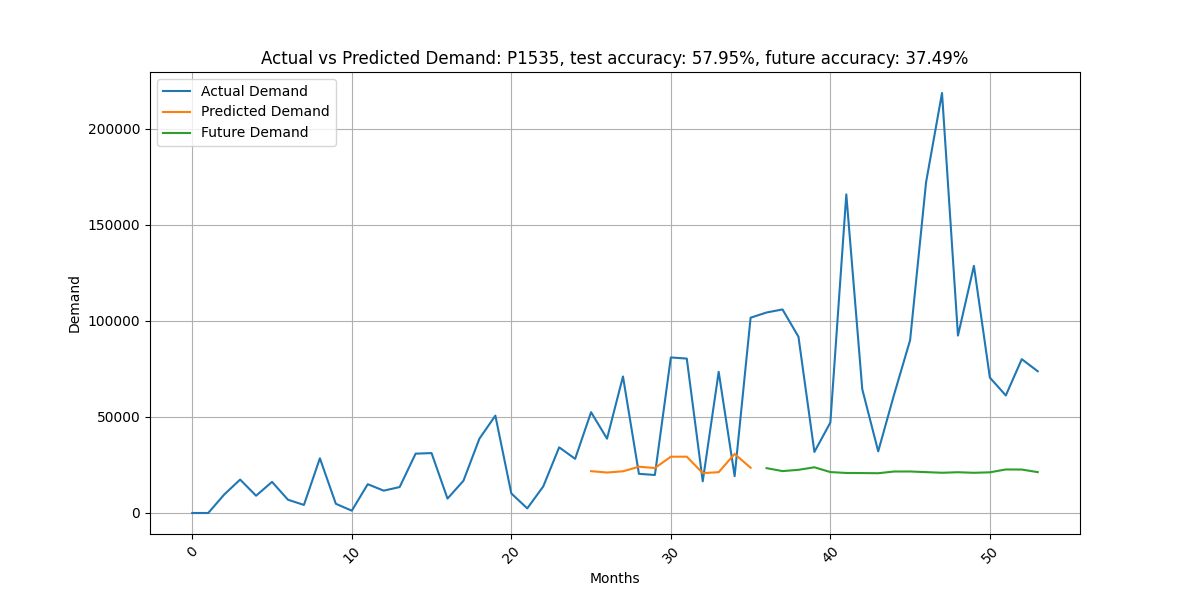 Actual vs Predicted Demand: P1535, test accuracy: 57.95%, future accuracy: 37.49%
Actual Demand
Predicted Demand
Future Demand
200000
150000
100000
50000
0
Demand
0
10
20
30
40
50
Months